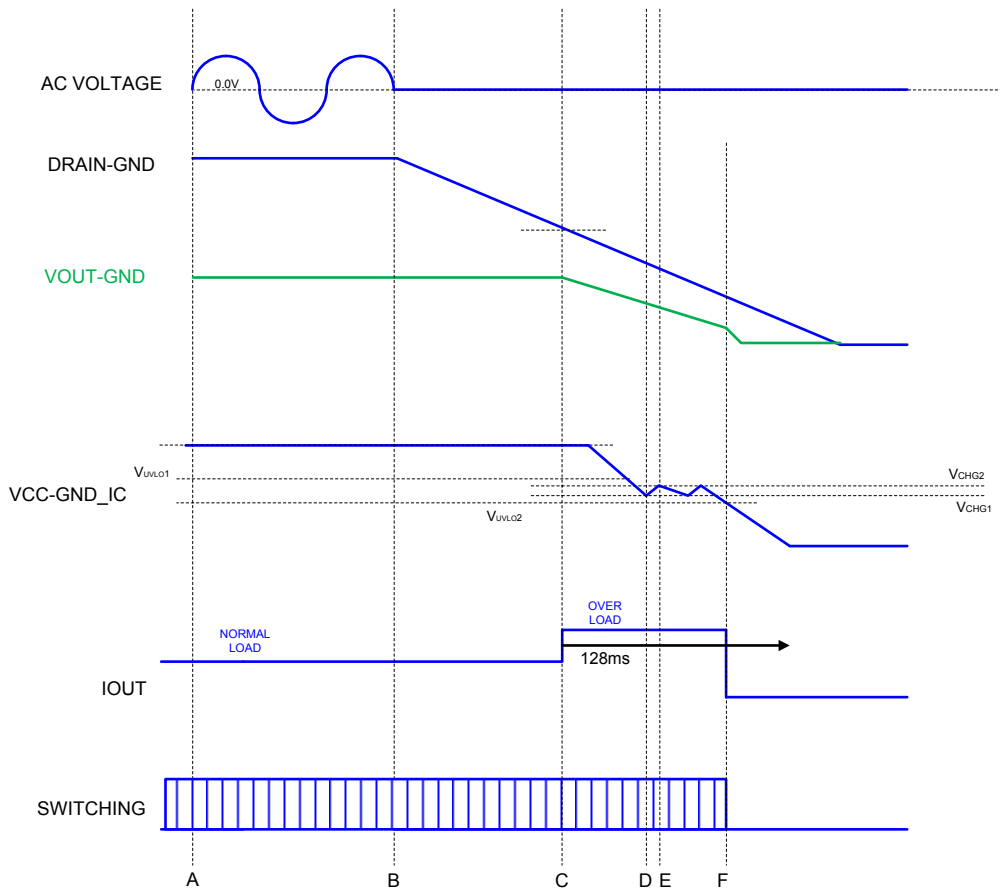 AC VOLTAGE
0.0V
DRAIN-GND
VOUT-GND
VUVLO1
VCHG2
VCC-GND_IC
VUVLO2
VCHG1
OVER
LOAD
NORMAL
LOAD
128ms
IOUT
SWITCHING
A B C D E F